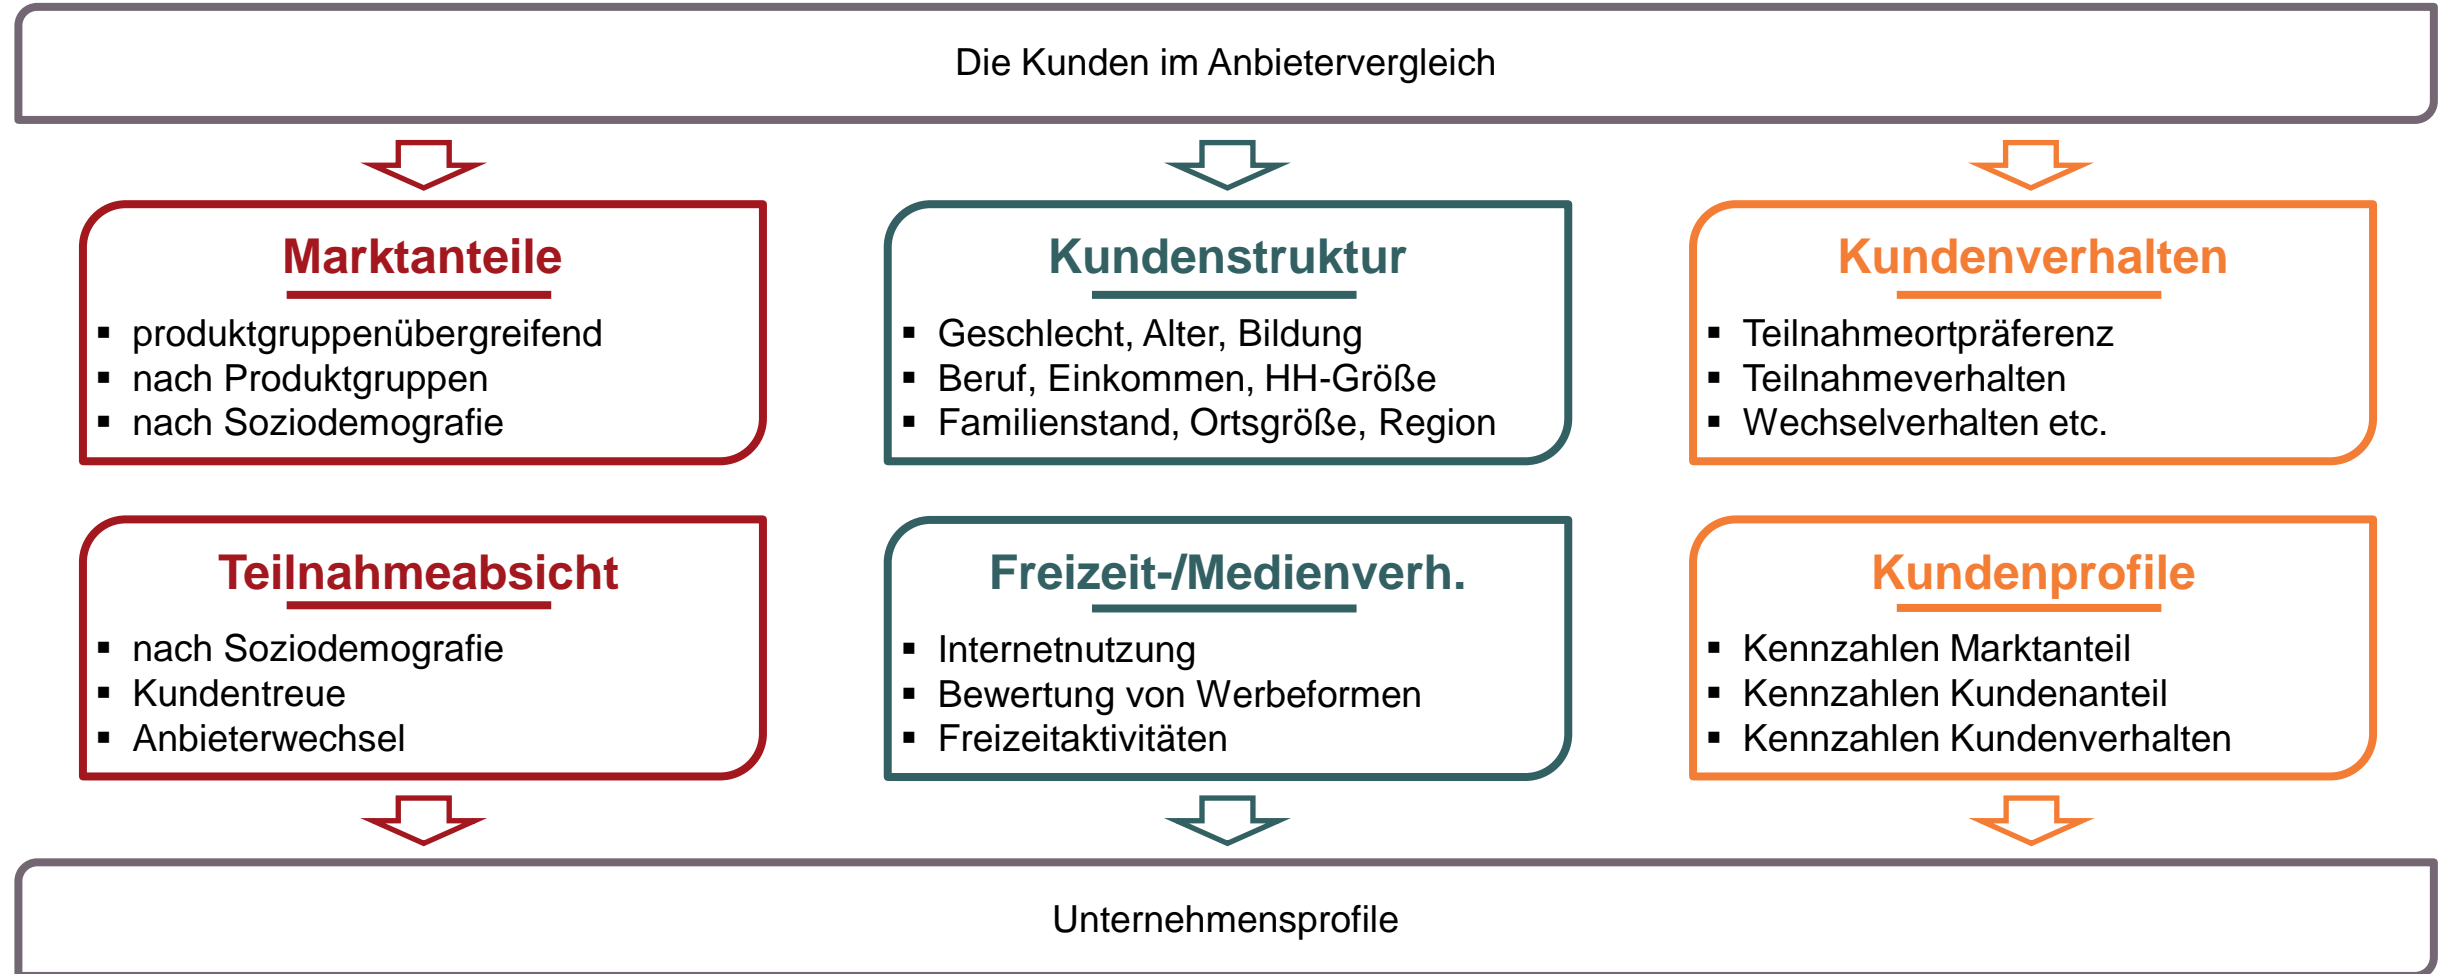 Die Kunden im Anbietervergleich
Marktanteile
▪ produktgruppenübergreifend
▪ nach Produktgruppen
▪ nach Soziodemografie
Kundenstruktur
▪ Geschlecht, Alter, Bildung
▪ Beruf, Einkommen, HH-Größe
▪ Familienstand, Ortsgröße, Region
Kundenverhalten
▪ Teilnahmeortpräferenz
▪ Teilnahmeverhalten
▪ Wechselverhalten etc.
Teilnahmeabsicht
▪ nach Soziodemografie
▪ Kundentreue
▪ Anbieterwechsel
Freizeit-/Medienverh.
▪ Internetnutzung
▪ Bewertung von Werbeformen
▪ Freizeitaktivitäten
Kundenprofile
▪ Kennzahlen Marktanteil
▪ Kennzahlen Kundenanteil
▪ Kennzahlen Kundenverhalten
Unternehmensprofile